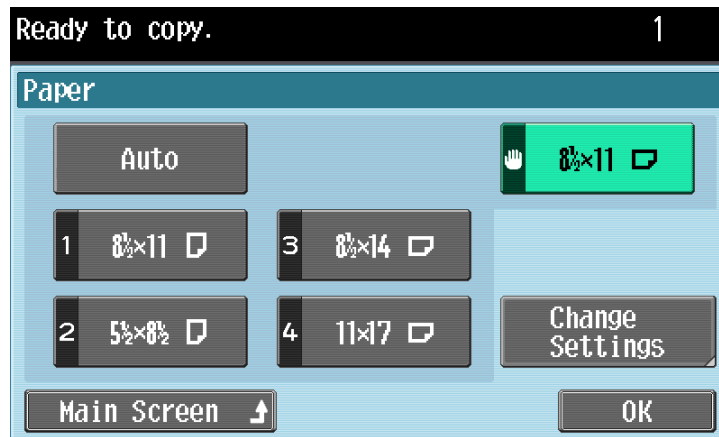 Ready to copy. 1
Paper
Auto
8½×11
1 8½×11
3 8½×14
2 5½×8½
4 11×17
Change
Settings
Main Screen
OK